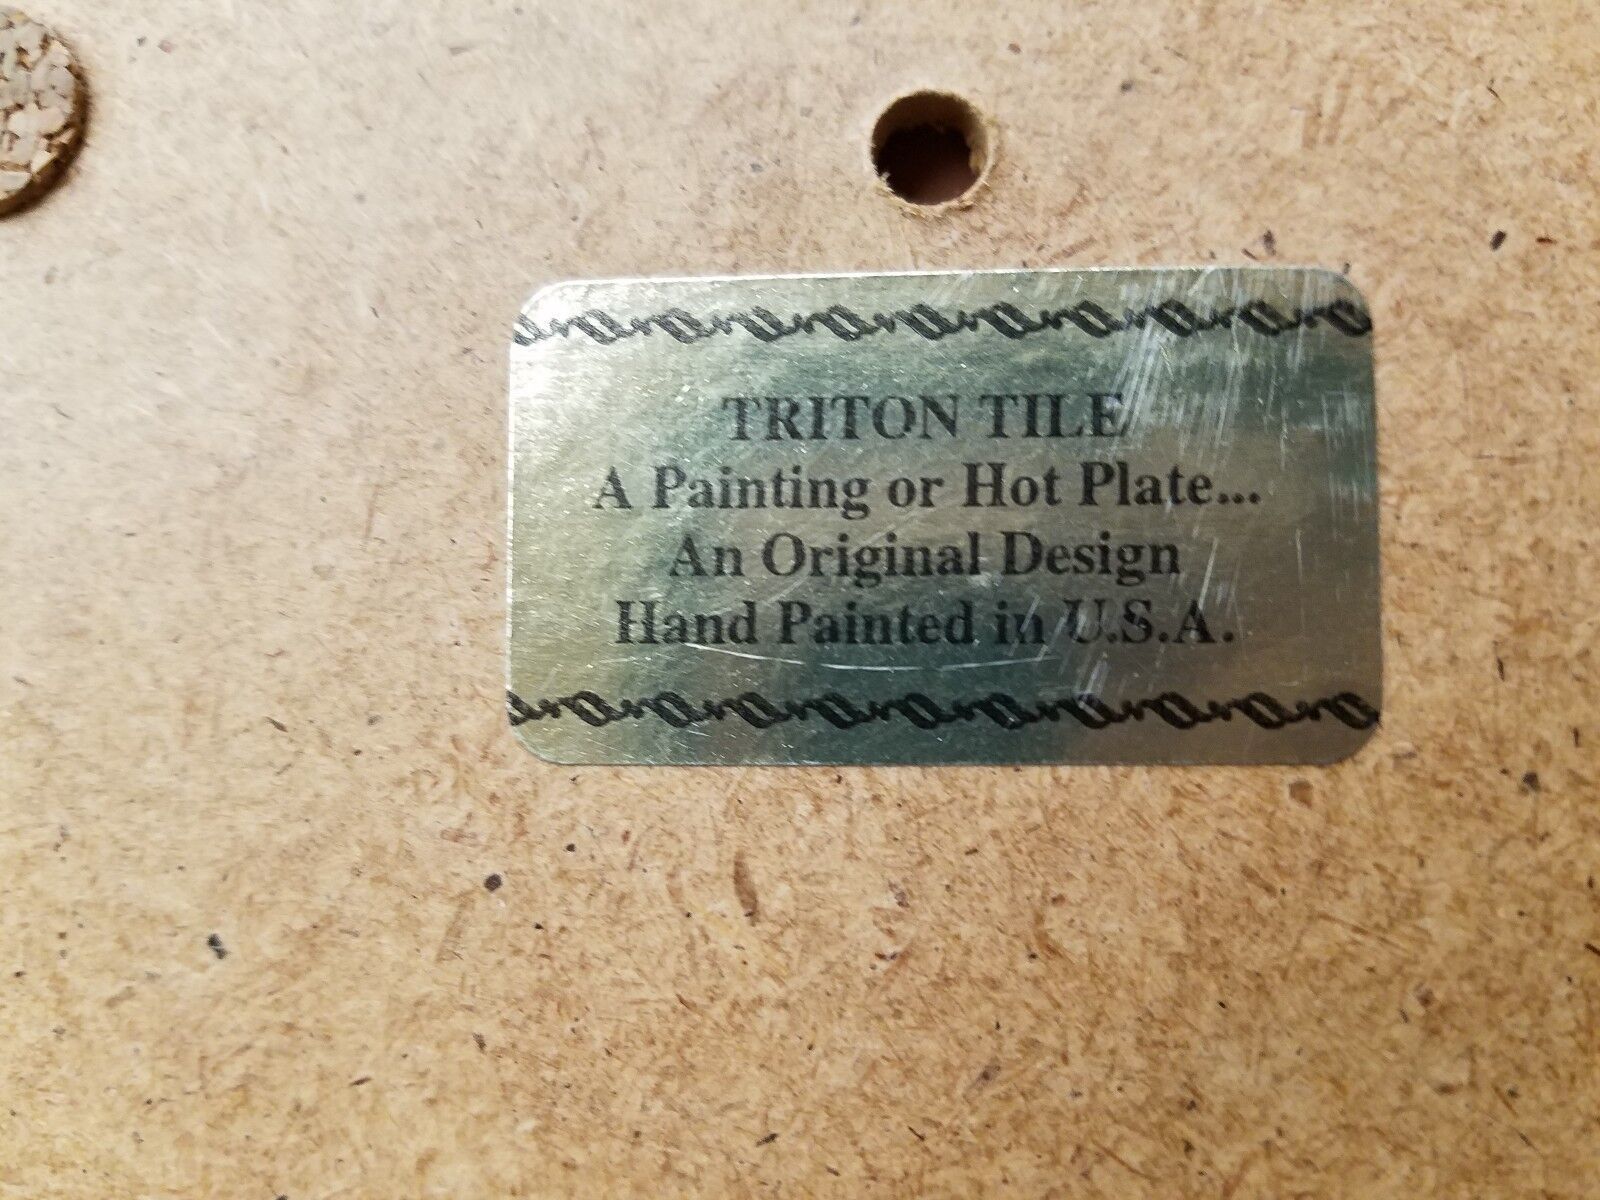 TRITON TILE
A Painting or Hot Plate...
An Original Design
Hand Painted in U.S.A.